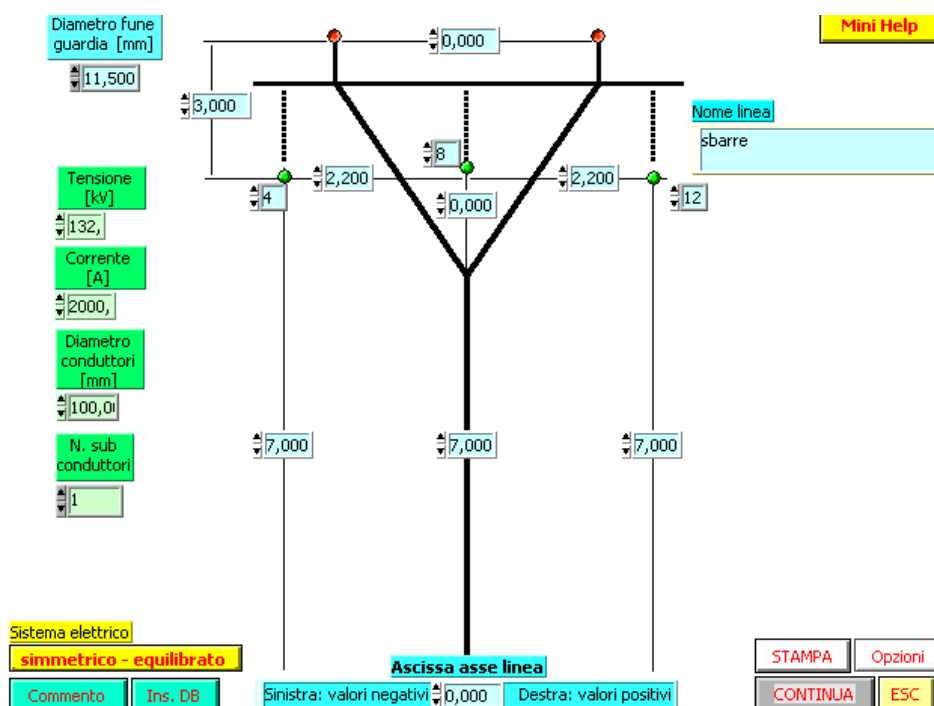 Diametro fune
guardia [mm]
11,500
0,000
Mini Help
3,000
Nome linea
sbarre
8
Tensione
[kV]
132,
2,200
2,200
4
0,000
12
Corrente
[A]
2000,
Diametro
conduttori
[mm]
100,0
N. sub
conduttori
1
7,000
7,000
7,000
Sistema elettrico
simmetrico - equilibrato
Commento
Ins. DB
Ascissa asse linea
Sinistra: valori negativi
0,000
Destra: valori positivi
STAMPA
Opzioni
CONTINUA
ESC